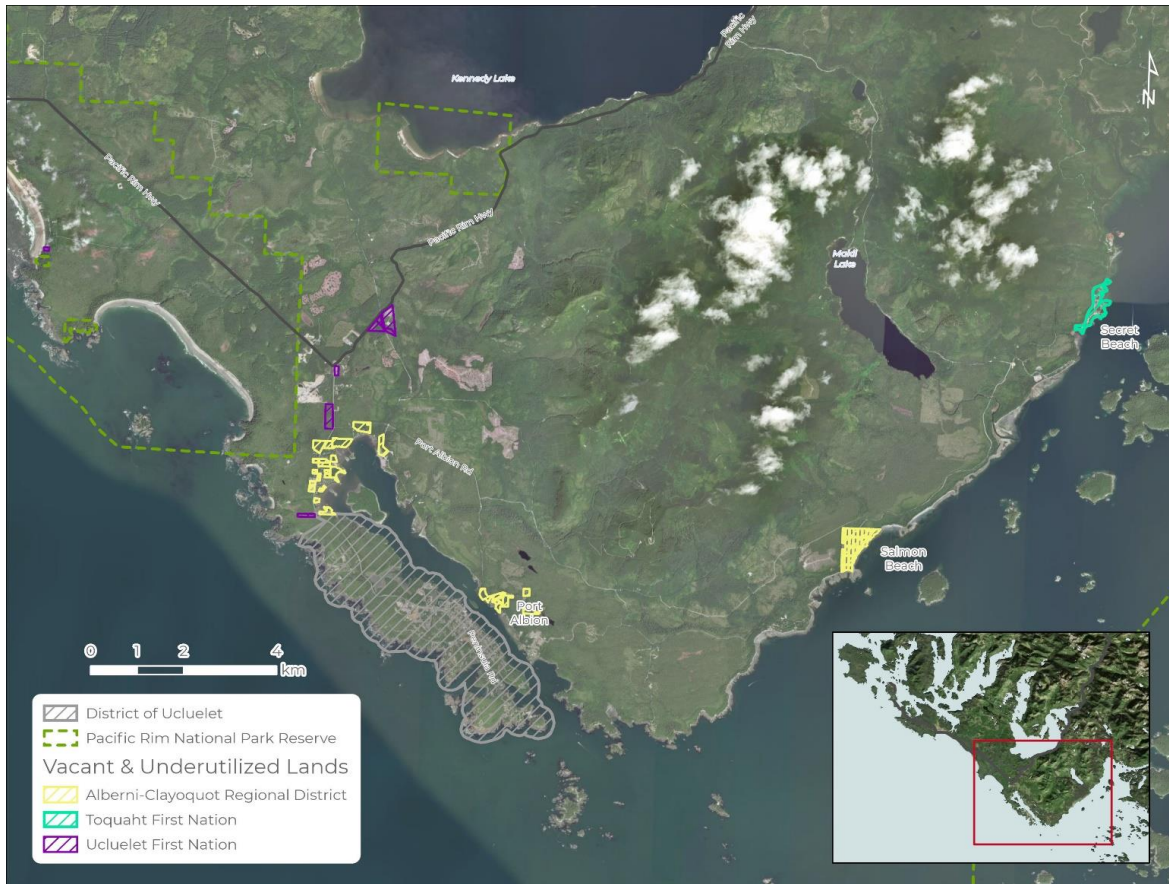 Pacific
Rim Hwy
Kennedy Lake
N
Pacific Rim Hwy
Pacific Rim Hwy
Maldi
Lake
Secret
Beach
Port Albion Rd
Salmon
Beach
Port
Albion
Peninsula Rd
0 1 2 4
km
District of Ucluelet
Pacific Rim National Park Reserve
Vacant & Underutilized Lands
Alberni-Clayoquot Regional District
Toquaht First Nation
Ucluelet First Nation